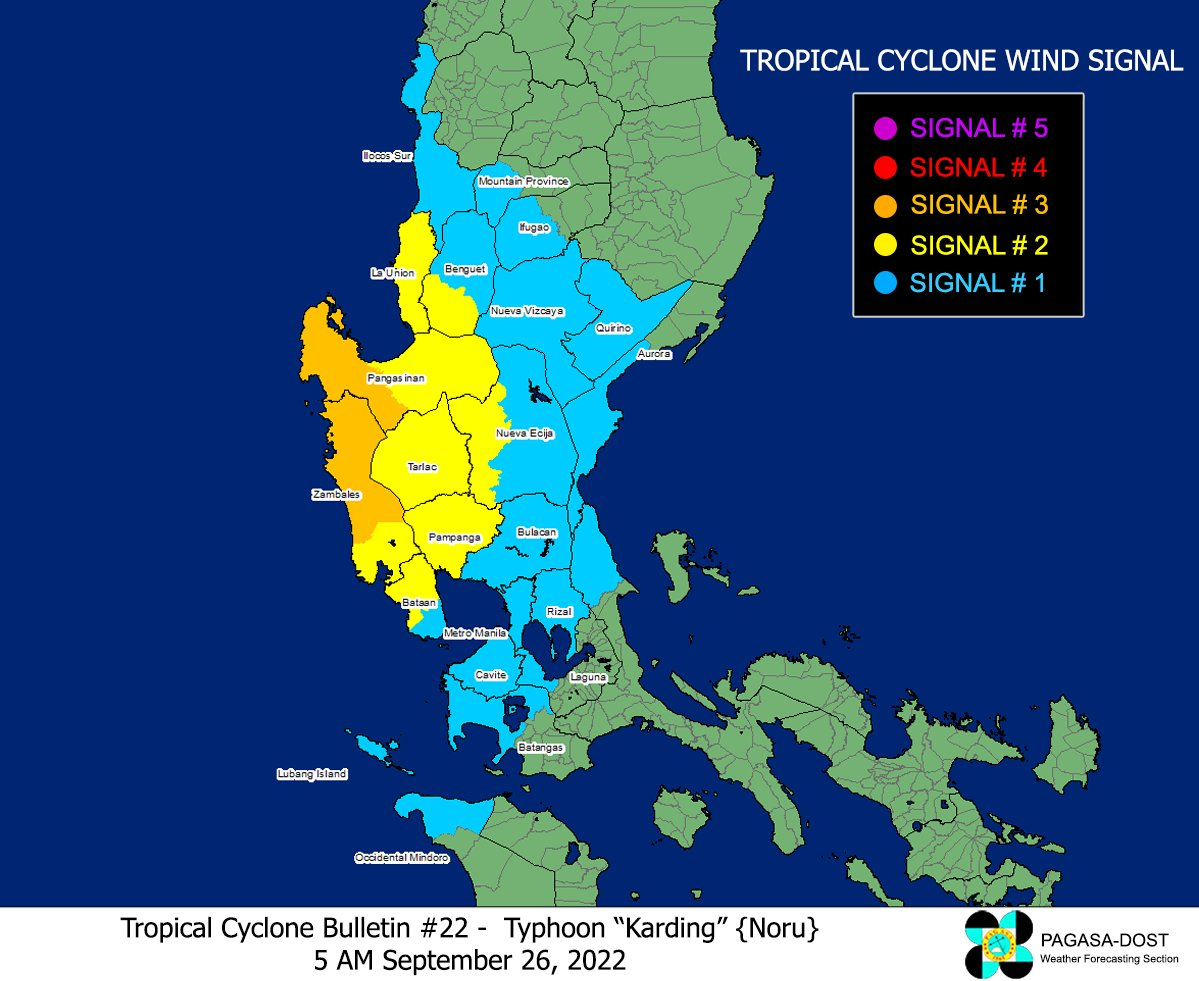 TROPICAL CYCLONE WIND SIGNAL
SIGNAL # 5
SIGNAL # 4
SIGNAL # 3
SIGNAL # 2
SIGNAL # 1
Ilocos Sur
Mountain Province
Ifugao
La Union
Benguet
Nueva Vizcaya
Quirino
Aurora
Pangasinan
Nueva Ecija
Tarlac
Zambales
Pampanga
Bulacan
Bataan
Rizal
Metro Manila
Cavite
Laguna
Batangas
Lubang Island
Occidental Mindoro
Tropical Cyclone Bulletin #22 - Typhoon “Karding” {Noru}
5 AM September 26, 2022
PAGASA
PAGASA-DOST
Weather Forecasting Section